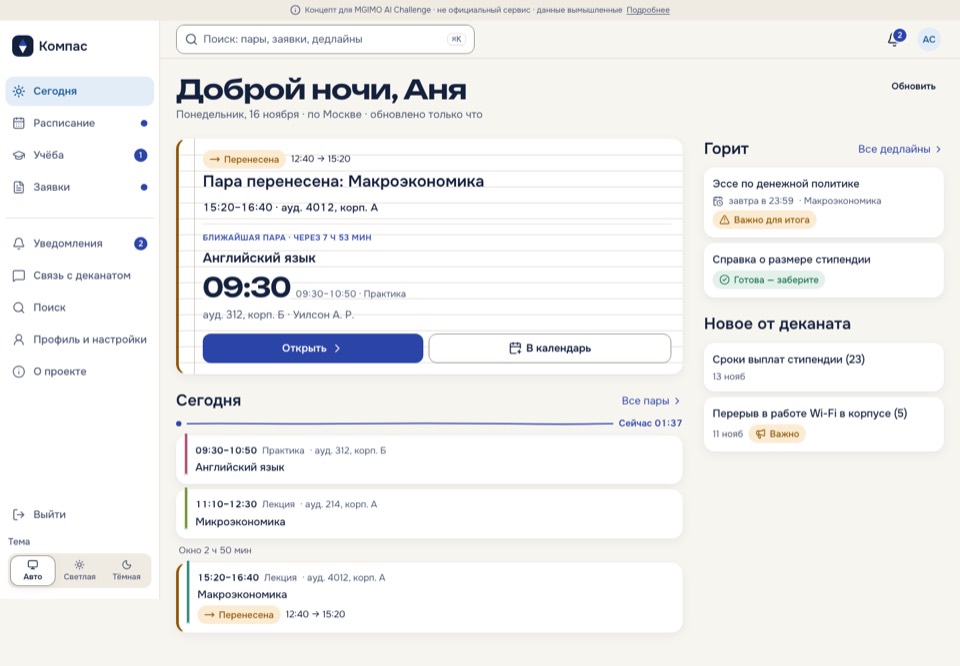 Концепт для MGIMO AI Challenge · не официальный сервис · данные вымышленные Подробнее
Компас
Поиск: пары, заявки, дедлайны
⌘K
2
АС
Сегодня
Расписание
Учёба 1
Заявки
Уведомления 2
Связь с деканатом
Поиск
Профиль и настройки
О проекте
Выйти
Тема
Авто
Светлая
Тёмная
Доброй ночи, Аня
Понедельник, 16 ноября · по Москве · обновлено только что
Обновить
→ Перенесена 12:40 → 15:20
Пара перенесена: Макроэкономика
15:20–16:40 · ауд. 4012, корп. А
БЛИЖАЙШАЯ ПАРА · ЧЕРЕЗ 7 Ч 53 МИН
Английский язык
09:30 09:30–10:50 · Практика
ауд. 312, корп. Б · Уилсон А. Р.
Открыть
В календарь
Сегодня
Все пары
Сейчас 01:37
09:30–10:50 Практика · ауд. 312, корп. Б
Английский язык
11:10–12:30 Лекция · ауд. 214, корп. А
Микроэкономика
Окно 2 ч 50 мин
15:20–16:40 Лекция · ауд. 4012, корп. А
Макроэкономика
→ Перенесена 12:40 → 15:20
Горит
Все дедлайны
Эссе по денежной политике
завтра в 23:59 · Макроэкономика
Важно для итога
Справка о размере стипендии
Готова — заберите
Новое от деканата
Сроки выплат стипендии (23)
13 нояб
Перерыв в работе Wi-Fi в корпусе (5)
11 нояб Важно